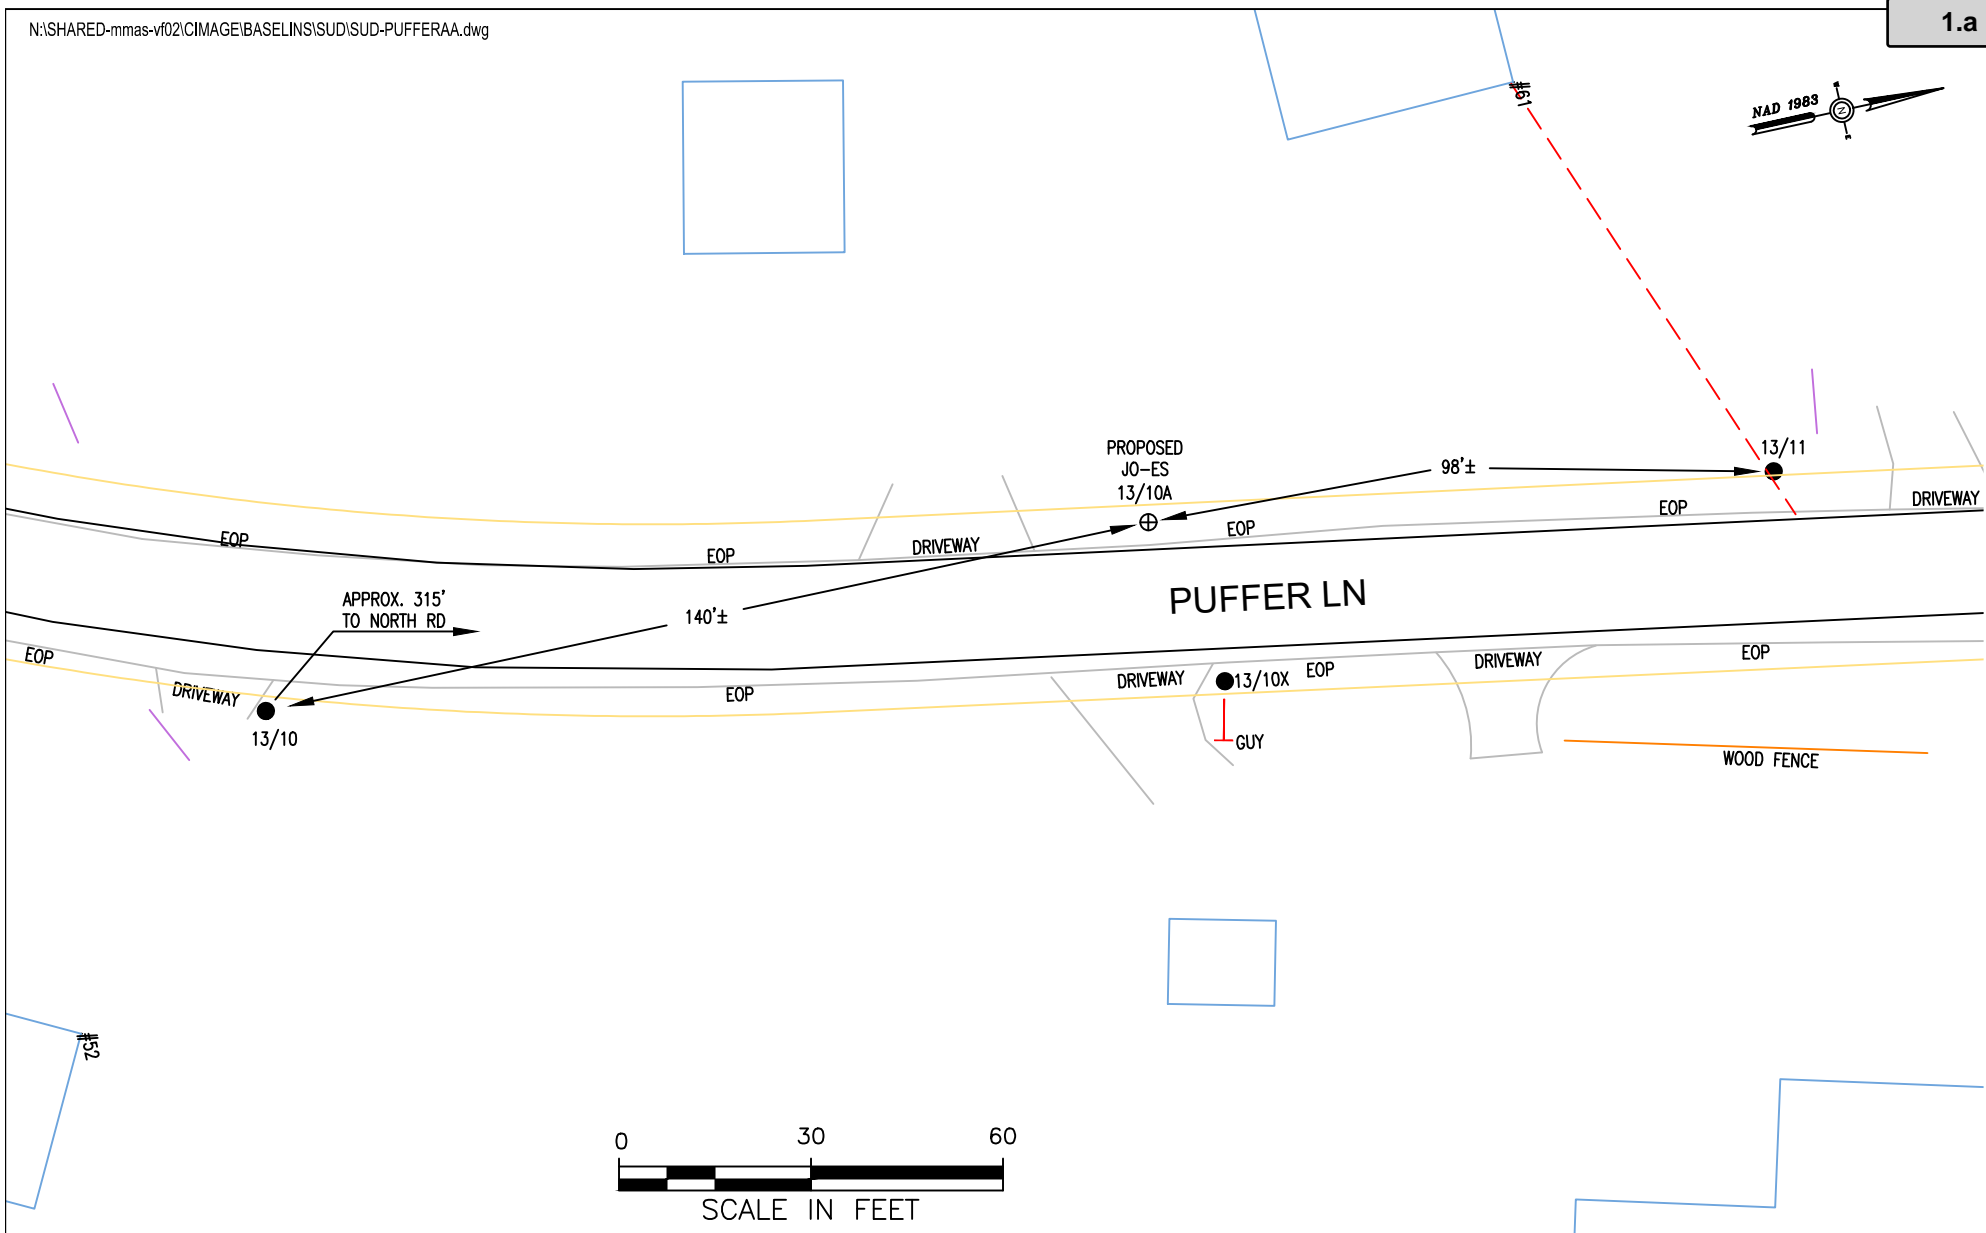 N:\SHARED-mmas-vf02\CIMAGE\BASELINS\SUD\SUD-PUFFERAA.dwg
1.a
#61
NAD 1983
N
PROPOSED
JO-ES
13/10A
98'±
13/11
DRIVEWAY
EOP
EOP
DRIVEWAY
EOP
EOP
APPROX. 315'
TO NORTH RD
140'±
PUFFER LN
EOP
DRIVEWAY
13/10
EOP
DRIVEWAY
13/10X
EOP
DRIVEWAY
EOP
GUY
WOOD FENCE
#52
0 30 60
SCALE IN FEET